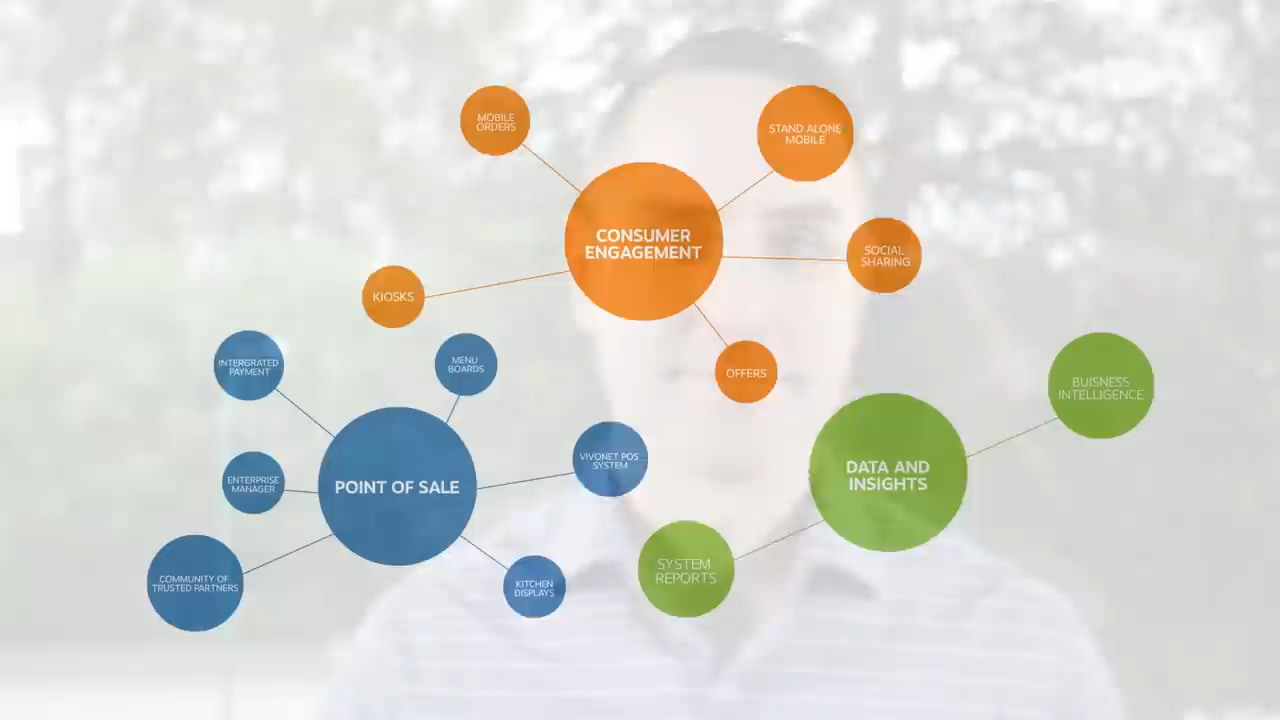 MOBILE
ORDERS
STAND ALONE
MOBILE
CONSUMER
ENGAGEMENT
SOCIAL
SHARING
KIOSKS
OFFERS
INTERGRATED
PAYMENT
MENU
BOARDS
VIVONET POS
SYSTEM
ENTERPRISE
MANAGER
POINT OF SALE
COMMUNITY OF
TRUSTED PARTNERS
KITCHEN
DISPLAYS
BUISNESS
INTELLIGENCE
DATA AND
INSIGHTS
SYSTEM
REPORTS